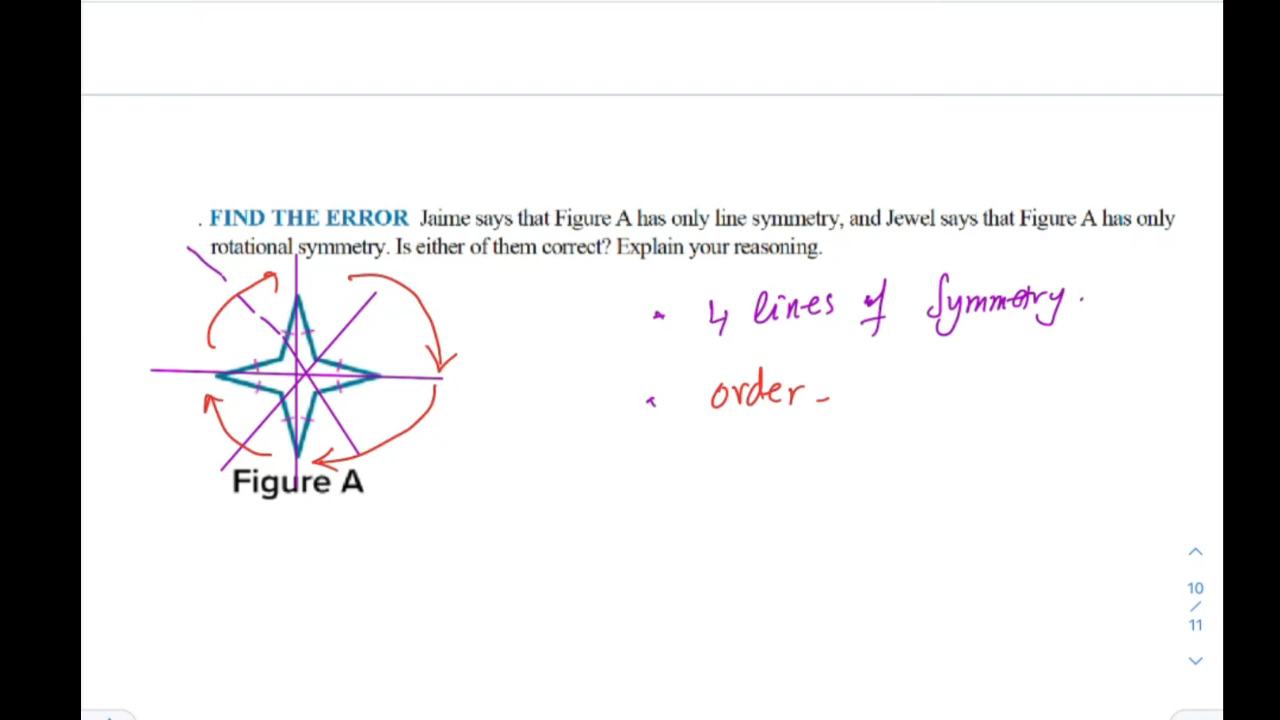 . FIND THE ERROR Jaime says that Figure A has only line symmetry, and Jewel says that Figure A has only
rotational symmetry. Is either of them correct? Explain your reasoning.
• 4 lines of Symmetry.
• order -
Figure A
10
/
11